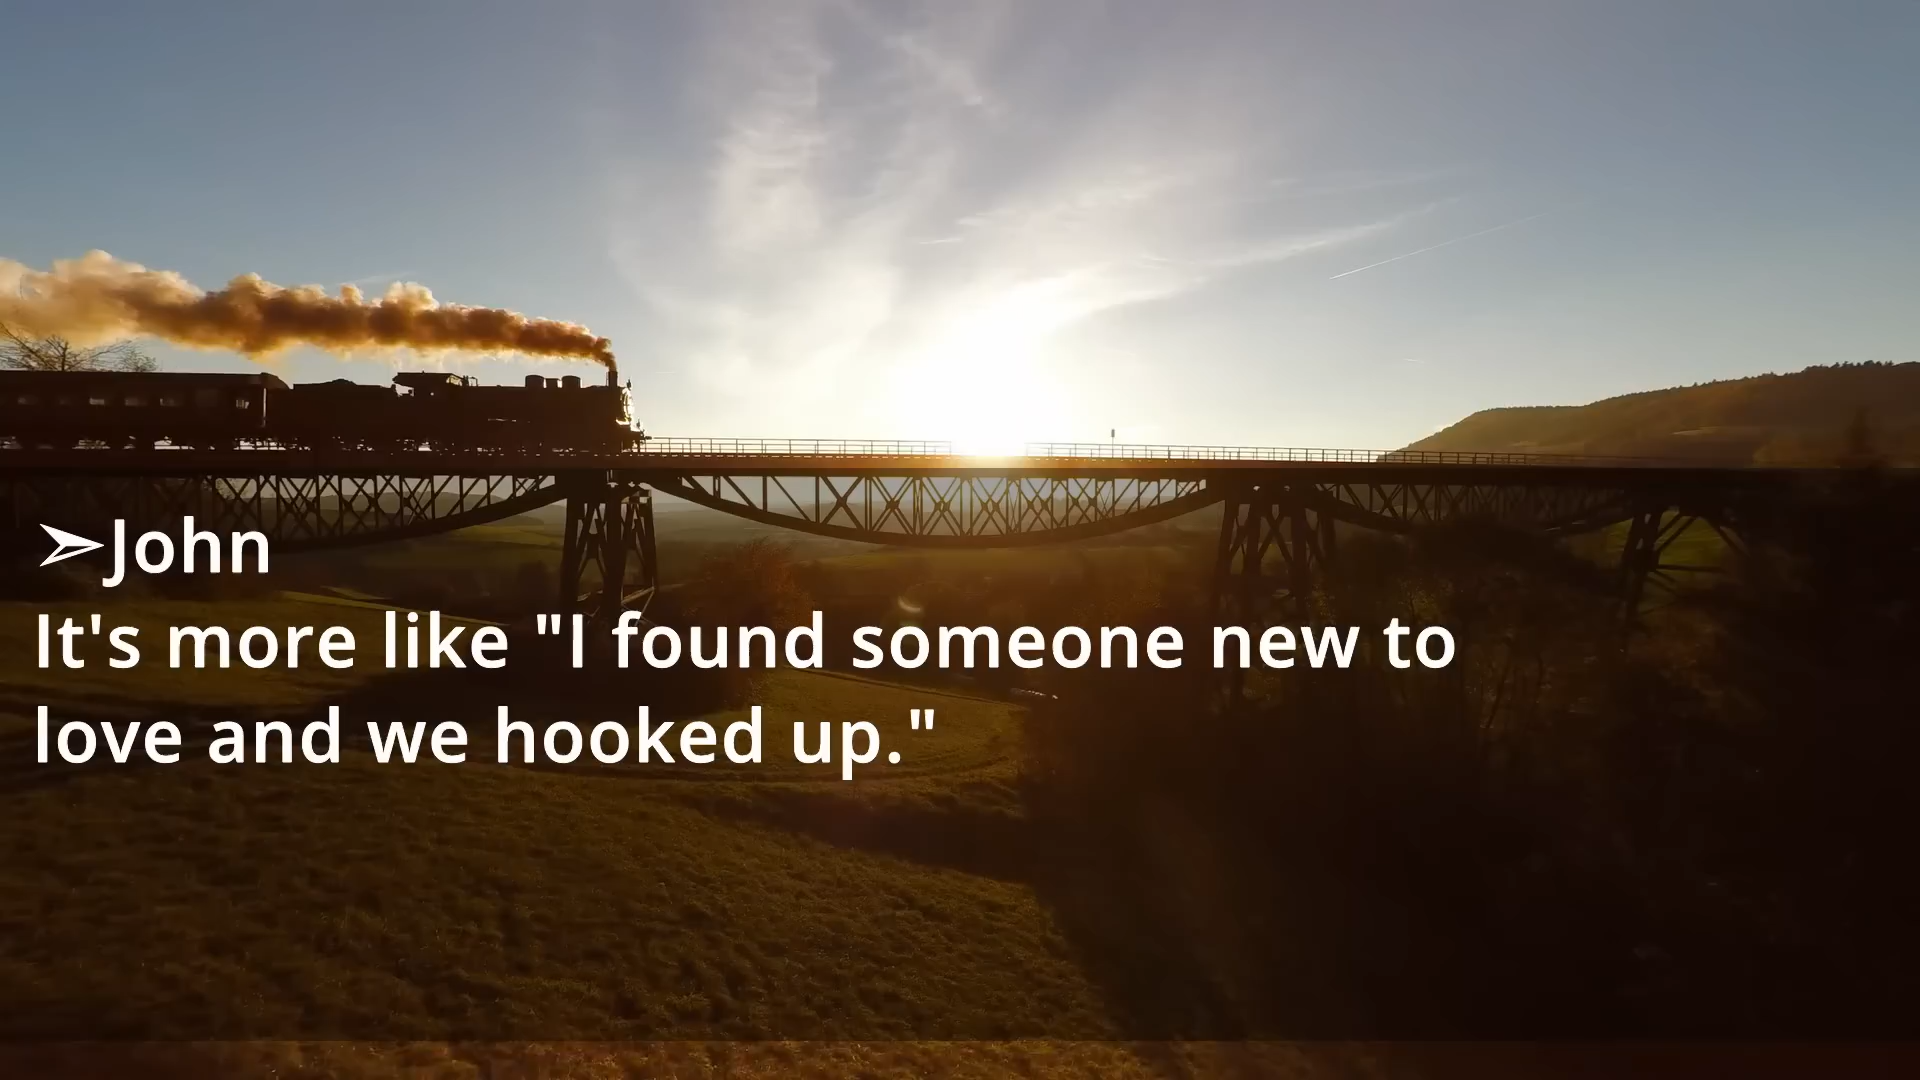 ➢John
It's more like "I found someone new to
love and we hooked up."